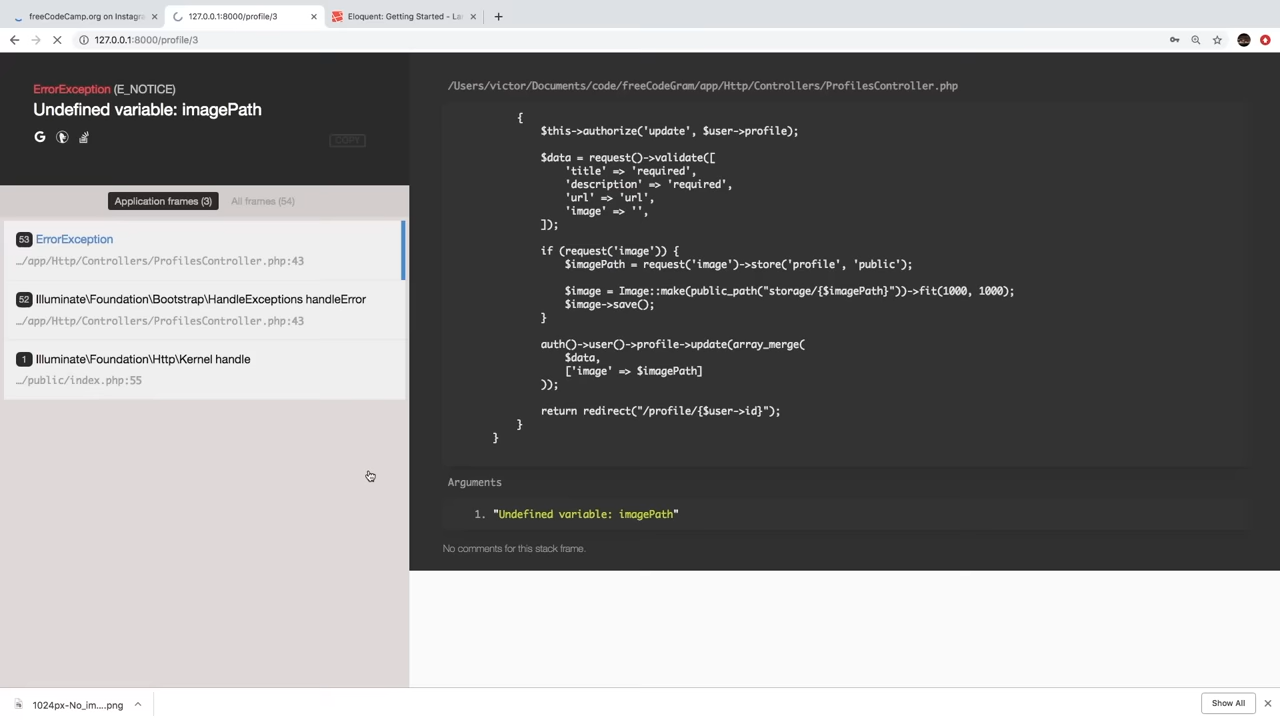 freeCodeCamp.org on Instagra
127.0.0.1:8000/profile/3
Eloquent: Getting Started - La
127.0.0.1:8000/profile/3
ErrorException (E_NOTICE)
Undefined variable: imagePath
COPY
Application frames (3)
All frames (54)
53 ErrorException
…/app/Http/Controllers/ProfilesController.php:43
52 Illuminate\Foundation\Bootstrap\HandleExceptions handleError
…/app/Http/Controllers/ProfilesController.php:43
1 Illuminate\Foundation\Http\Kernel handle
…/public/index.php:55
/Users/victor/Documents/code/freeCodeGram/app/Http/Controllers/ProfilesController.php
{
$this->authorize('update', $user->profile);
$data = request()->validate([
'title' => 'required',
'description' => 'required',
'url' => 'url',
'image' => '',
]);
if (request('image')) {
$imagePath = request('image')->store('profile', 'public');
$image = Image::make(public_path("storage/{$imagePath}"))->fit(1000, 1000);
$image->save();
}
auth()->user()->profile->update(array_merge(
$data,
['image' => $imagePath]
));
return redirect("/profile/{$user->id}");
}
}
Arguments
1. "Undefined variable: imagePath"
No comments for this stack frame.
1024px-No_im....png
Show All